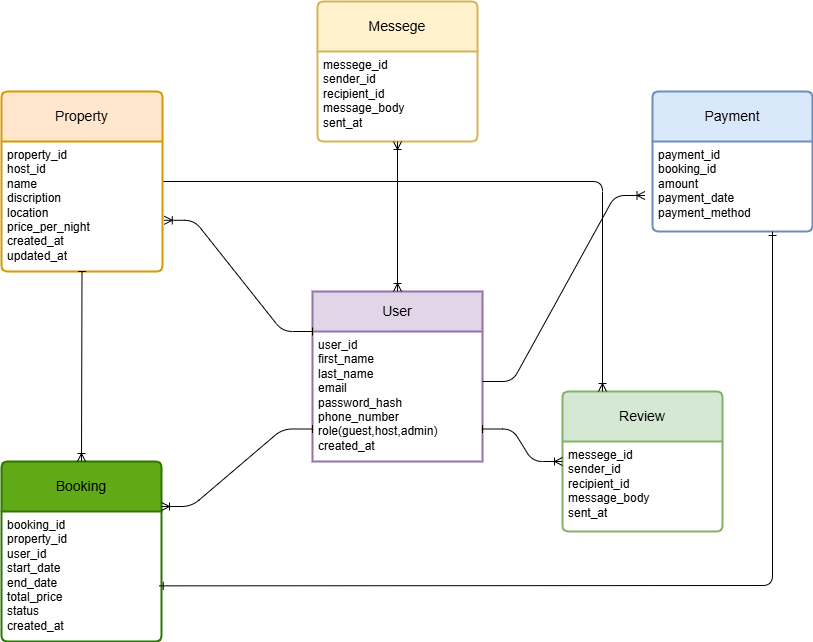 Messege
messege_id
sender_id
recipient_id
message_body
sent_at
Property
property_id
host_id
name
discription
location
price_per_night
created_at
updated_at
Payment
payment_id
booking_id
amount
payment_date
payment_method
User
user_id
first_name
last_name
email
password_hash
phone_number
role(guest,host,admin)
created_at
Review
messege_id
sender_id
recipient_id
message_body
sent_at
Booking
booking_id
property_id
user_id
start_date
end_date
total_price
status
created_at